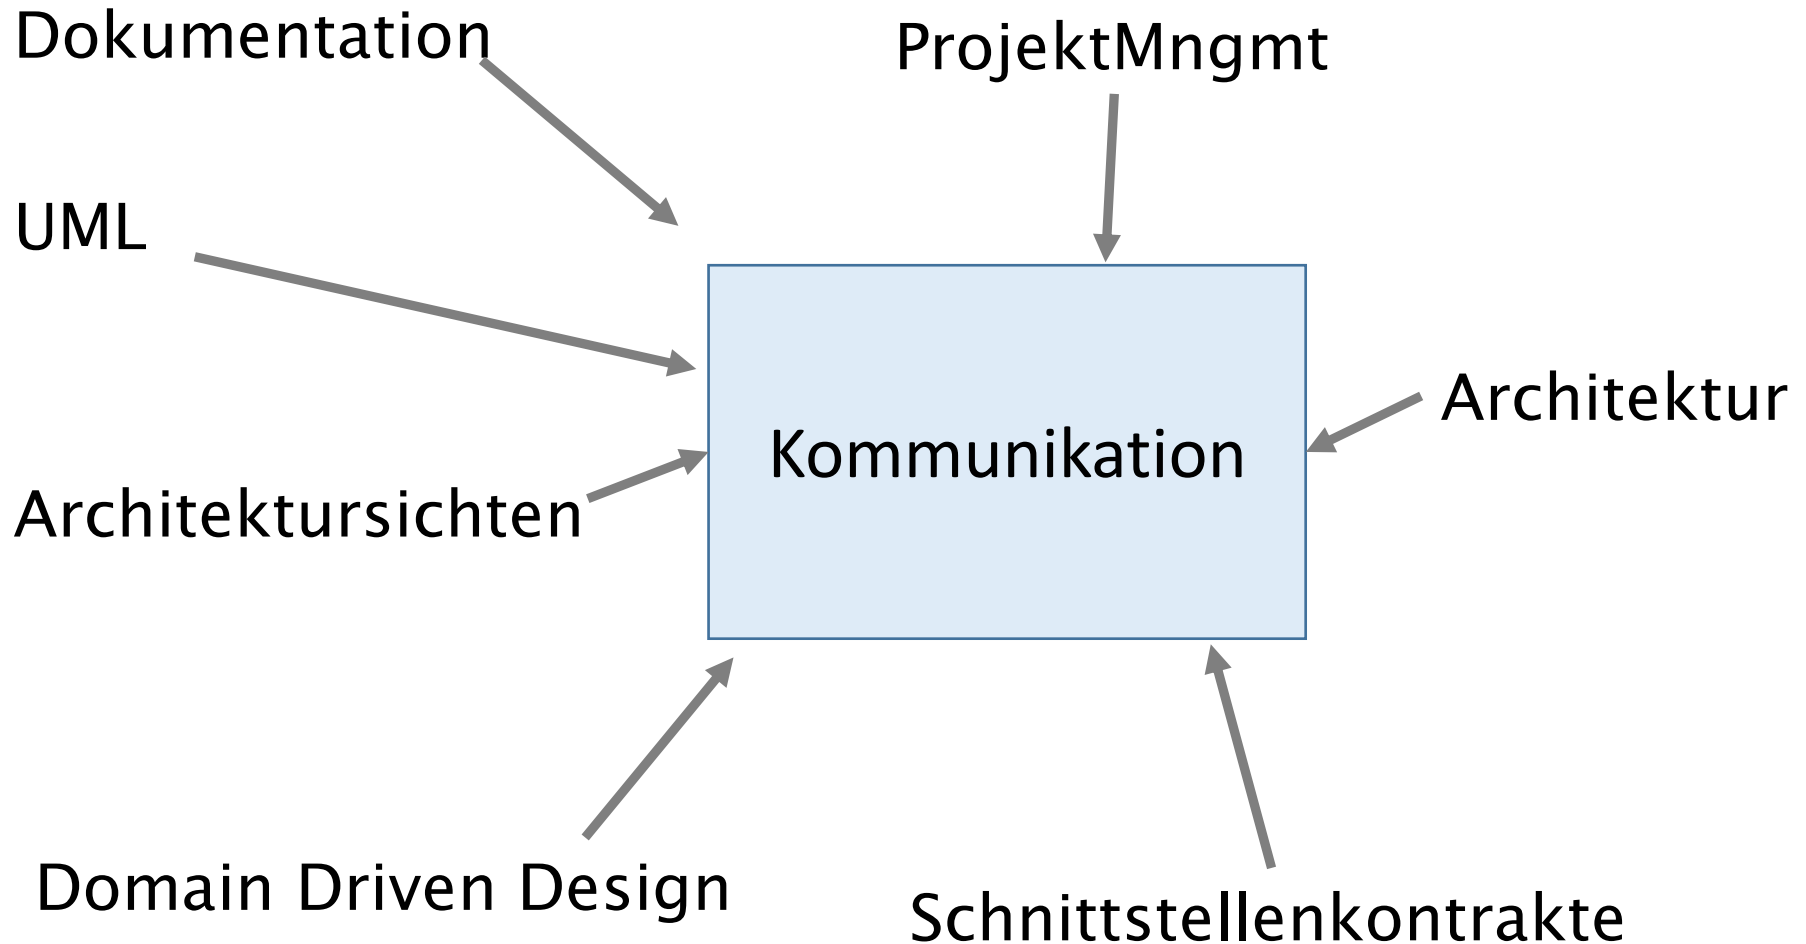 Dokumentation
ProjektMngmt
UML
Architektur
Kommunikation
Architektursichten
Domain Driven Design
Schnittstellenkontrakte